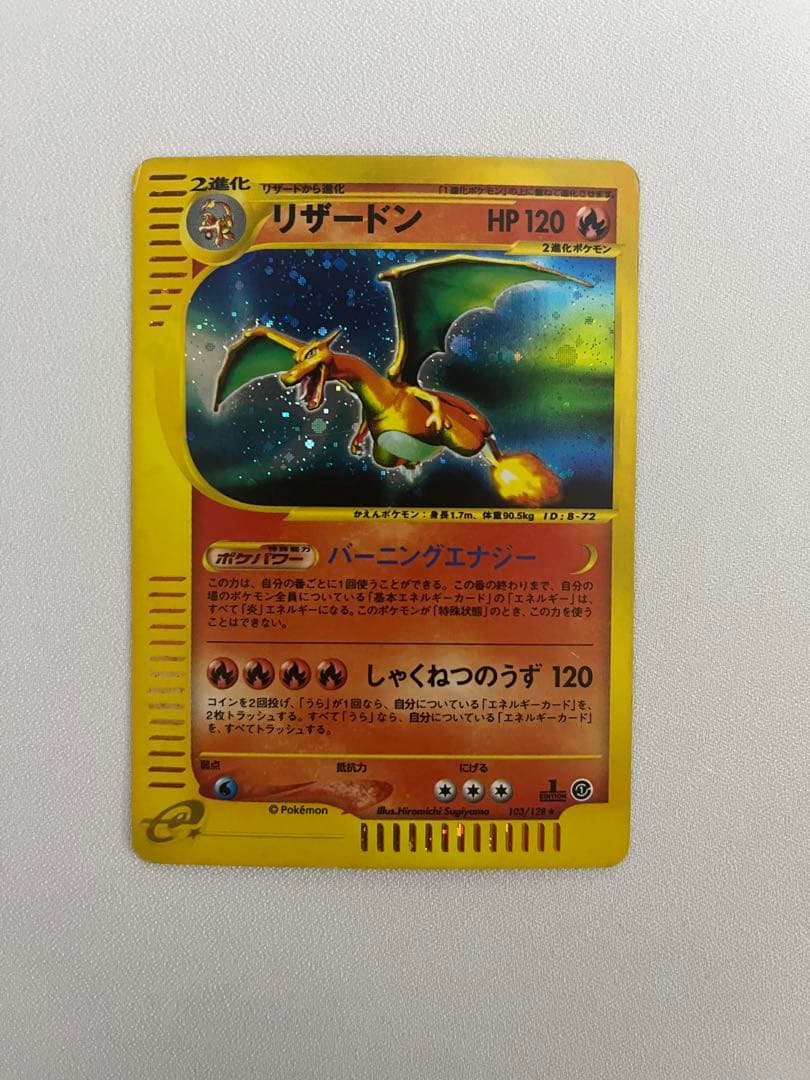 2進化 リザードから進化 「1進化ポケモン」の上に重ねて進化させます
リザードン HP 120
2進化ポケモン
かえんポケモン：身長1.7m、体重90.5kg ID：B-72
特殊能力
ポケパワー バーニングエナジー
この力は、自分の番ごとに1回使うことができる。この番の終わりまで、自分の
場のポケモン全員についている「基本エネルギーカード」の「エネルギー」は、
すべて「炎」エネルギーになる。このポケモンが「特殊状態」のとき、この力を使う
ことはできない。
しゃくねつのうず 120
コインを2回投げ、「うら」が1回なら、自分についている「エネルギーカード」を、
2枚トラッシュする。すべて「うら」なら、自分についている「エネルギーカード」
を、すべてトラッシュする。
弱点 抵抗力 にげる
1
EDITION
© Pokémon Illus.Hiromichi Sugiyama 103/128★
e